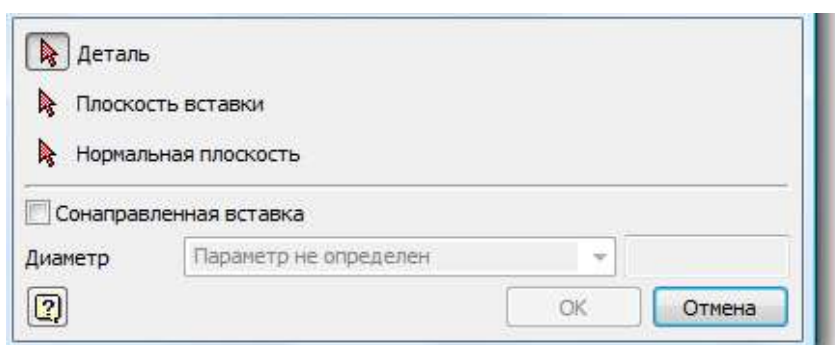 Деталь
Плоскость вставки
Нормальная плоскость
Сонаправленная вставка
Диаметр Параметр не определен
? OK Отмена